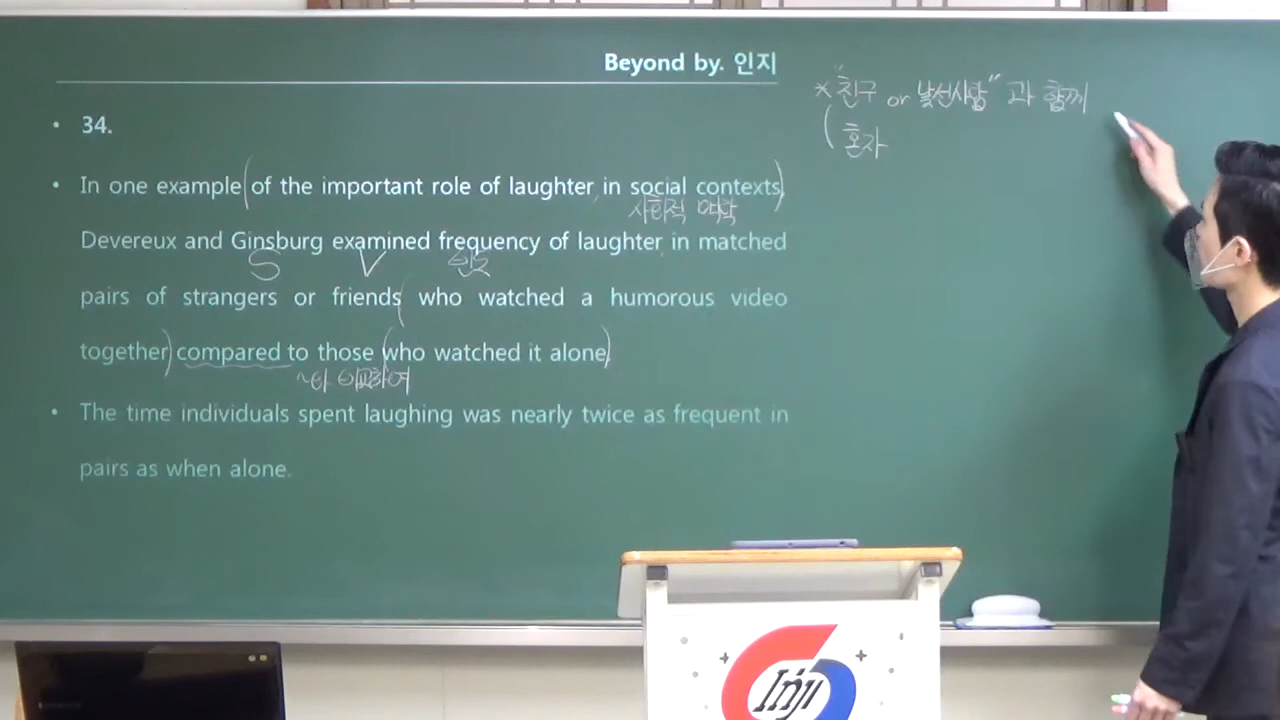 Beyond by. 인지
* "친구 or 낯선사람" 과 함께
혼자
• 34.
• In one example (of the important role of laughter in social contexts),
사회적 맥락
Devereux and Ginsburg examined frequency of laughter in matched
S V 빈도
pairs of strangers or friends (who watched a humorous video
together) compared to those (who watched it alone.)
~와 비교하여
• The time individuals spent laughing was nearly twice as frequent in
pairs as when alone.
Inji